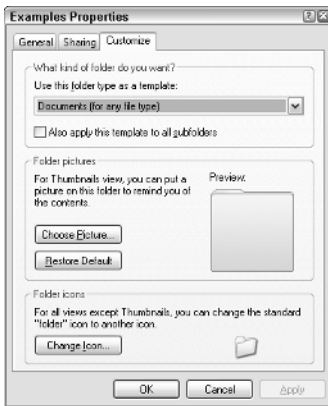 Examples Properties
General Sharing Customize
What kind of folder do you want?
Use this folder type as a template:
Documents (for any file type)
Also apply this template to all subfolders
Folder pictures
For Thumbnails view, you can put a
picture on this folder to remind you of
the contents.
Preview:
Choose Picture...
Restore Default
Folder icons
For all views except Thumbnails, you can change the standard
"folder" icon to another icon.
Change Icon...
OK Cancel Apply